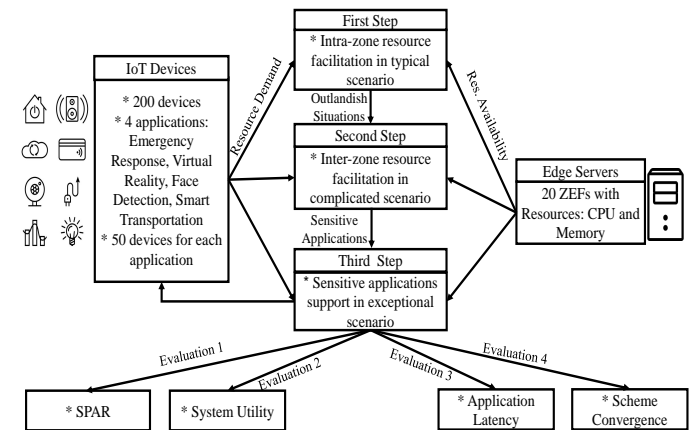 First Step
* Intra-zone resource
facilitation in typical
scenario
IoT Devices
* 200 devices
* 4 applications:
Emergency
Response, Virtual
Reality, Face
Detection, Smart
Transportation
* 50 devices for each
application
Resource Demand
Outlandish
Situations
Res. Availability
Second Step
* Inter-zone resource
facilitation in
complicated scenario
Edge Servers
20 ZEFs with
Resources: CPU and
Memory
Sensitive
Applications
Third Step
* Sensitive applications
support in exceptional
scenario
Evaluation 1
Evaluation 2
Evaluation 3
Evaluation 4
* SPAR
* System Utility
* Application
Latency
* Scheme
Convergence